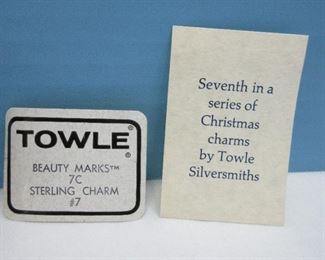 TOWLE®
®
BEAUTY MARKS™
7C
STERLING CHARM
#7
Seventh in a
series of
Christmas
charms
by Towle
Silversmiths